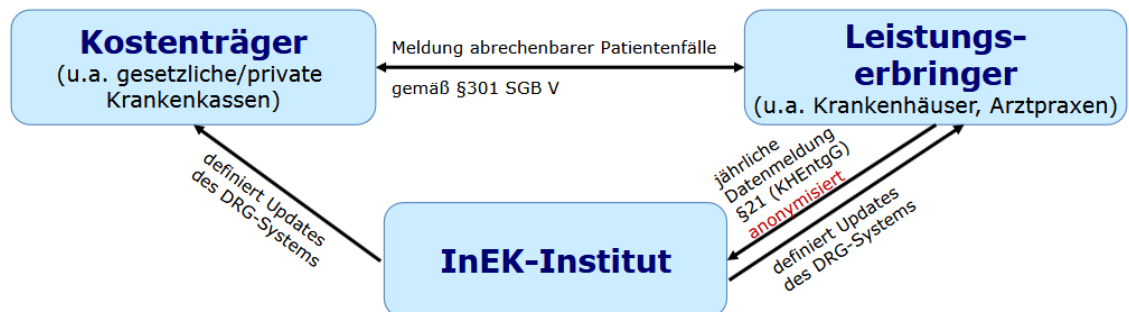 Kostenträger
(u.a. gesetzliche/private
Krankenkassen)
Meldung abrechenbarer Patientenfälle
gemäß §301 SGB V
Leistungs-
erbringer
(u.a. Krankenhäuser, Arztpraxen)
definiert Updates
des DRG-Systems
jährliche
Datenmeldung
§21 (KHEntgG)
anonymisiert
definiert Updates
des DRG-Systems
InEK-Institut